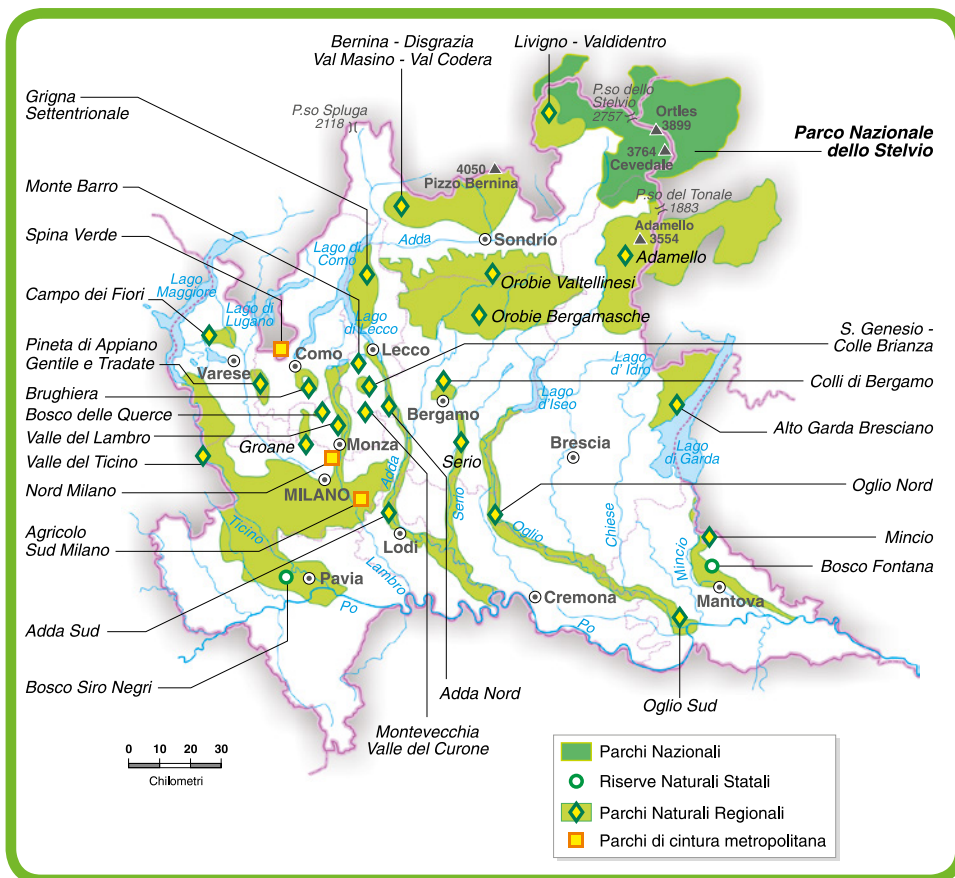 Bernina - Disgrazia
Val Masino - Val Codera
Livigno - Valdidentro
Grigna
Settentrionale
P.so Spluga
2118
P.so dello
Stelvio
2757
Ortles
3899
3764
Cevedale
Parco Nazionale
dello Stelvio
4050
Pizzo Bernina
P.so del Tonale
1883
Monte Barro
Adamello
3554
Spina Verde
Lago di
Como
Adda
Sondrio
Adamello
Lago
Maggiore
Orobie Valtellinesi
Campo dei Fiori
Lago di
Lugano
Lago
di Lecco
Orobie Bergamasche
S. Genesio -
Colle Brianza
Pineta di Appiano
Gentile e Tradate
Varese
Como
Lecco
Lago
d' Idro
Colli di Bergamo
Brughiera
Lago
d'Iseo
Bergamo
Bosco delle Querce
Alto Garda Bresciano
Valle del Lambro
Groane
Monza
Serio
Brescia
Lago
di Garda
Valle del Ticino
Nord Milano
MILANO
Adda
Serio
Oglio Nord
Agricolo
Sud Milano
Ticino
Lodi
Oglio
Chiese
Mincio
Mincio
Bosco Fontana
Pavia
Lambro
Cremona
Mantova
Po
Po
Adda Sud
Bosco Siro Negri
Adda Nord
Oglio Sud
Montevecchia
Valle del Curone
0 10 20 30
Chilometri
Parchi Nazionali
Riserve Naturali Statali
Parchi Naturali Regionali
Parchi di cintura metropolitana